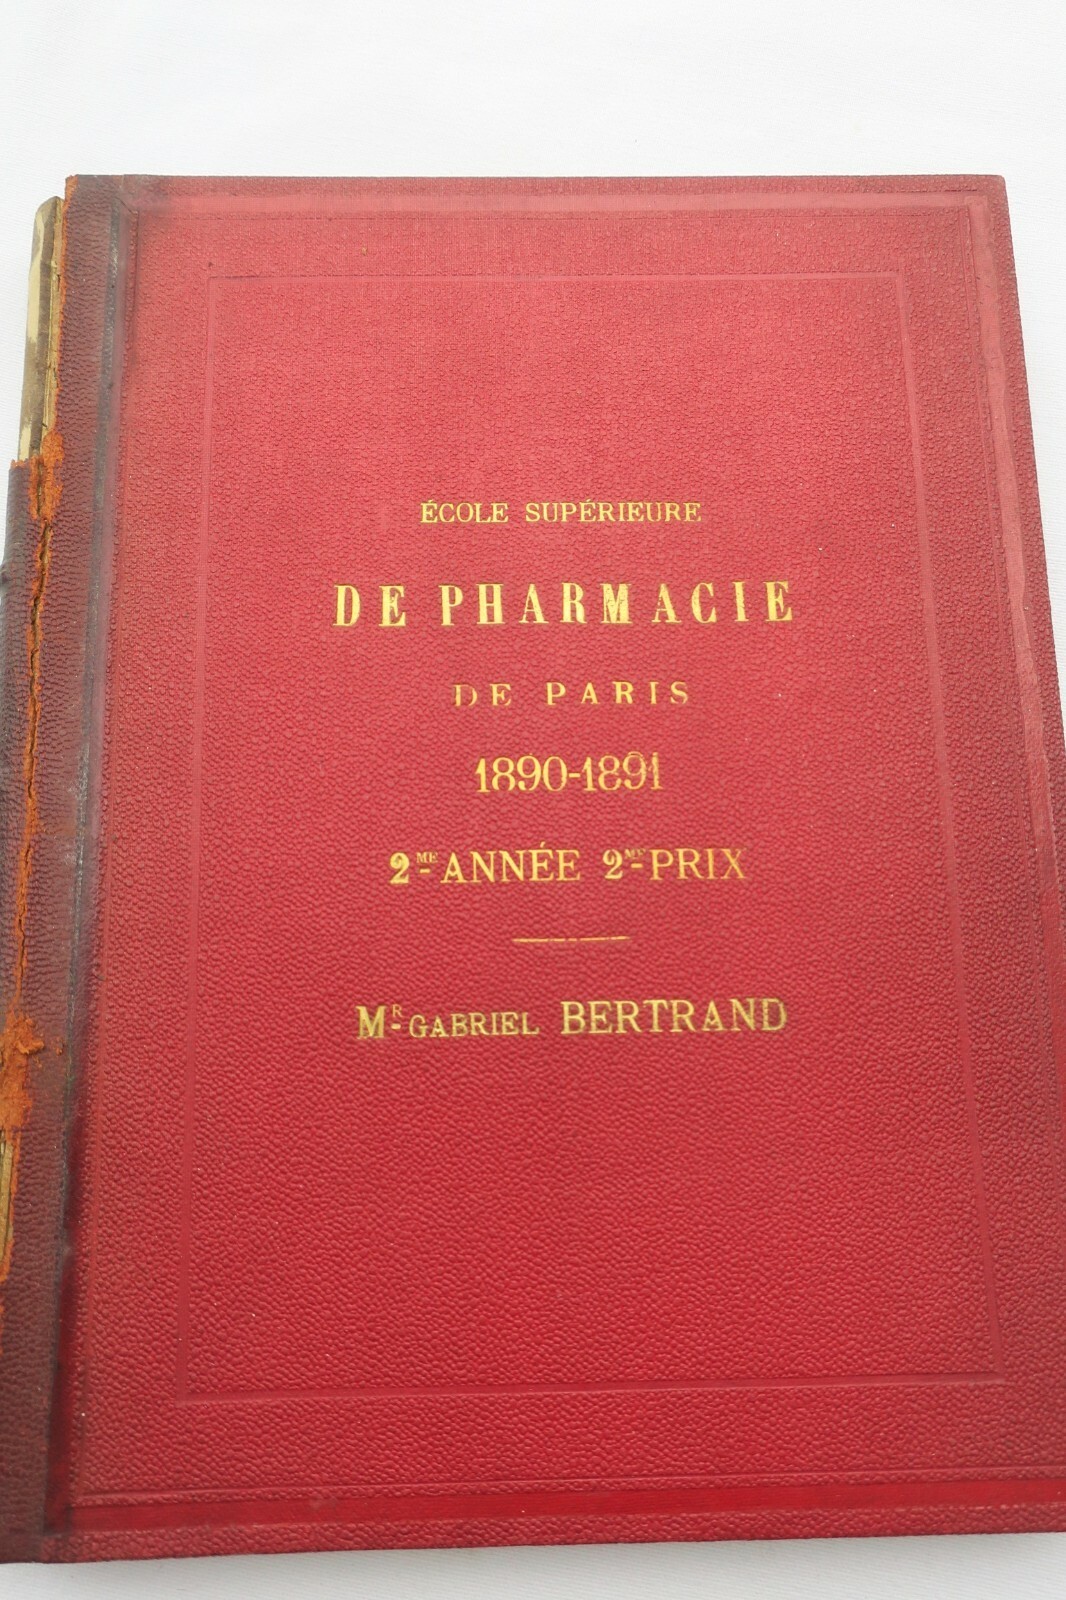 ÉCOLE SUPÉRIEURE
DE PHARMACIE
DE PARIS
1890-1891
2ME ANNÉE 2ME PRIX
MR GABRIEL BERTRAND